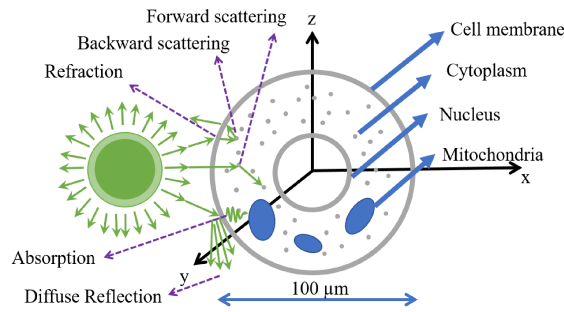 Forward scattering
Backward scattering
Refraction
z
Cell membrane
Cytoplasm
Nucleus
Mitochondria
x
Absorption
y
Diffuse Reflection
100 µm